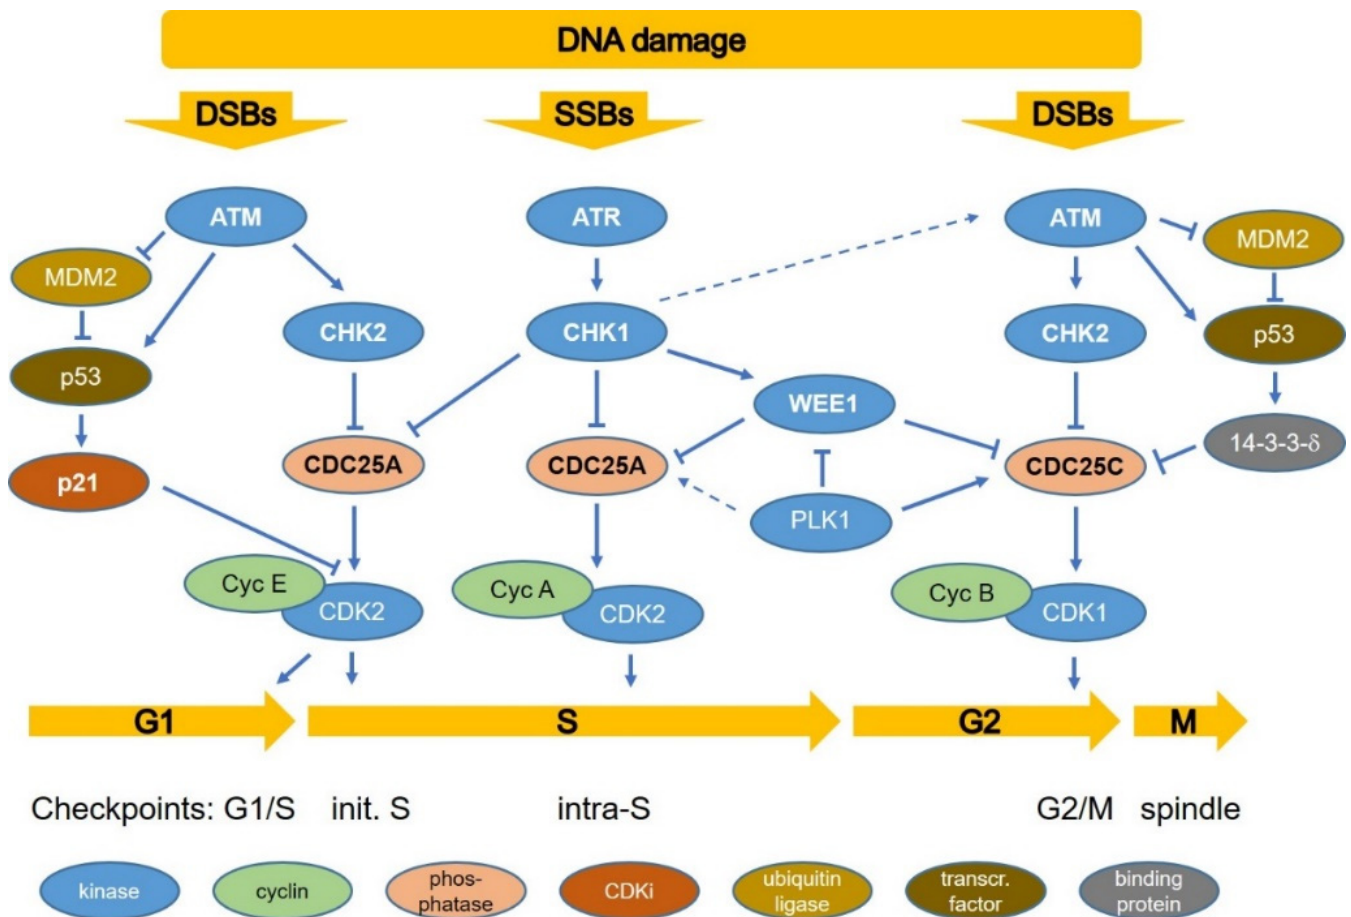 DNA damage
DSBs
SSBs
DSBs
ATM
ATR
ATM
MDM2
MDM2
CHK2
CHK1
CHK2
p53
p53
WEE1
CDC25A
CDC25A
CDC25C
14-3-3-δ
p21
PLK1
Cyc E
CDK2
Cyc A
CDK2
Cyc B
CDK1
G1
S
G2
M
Checkpoints: G1/S init. S intra-S G2/M spindle
kinase
cyclin
phos-
phatase
CDKi
ubiquitin
ligase
transcr.
factor
binding
protein